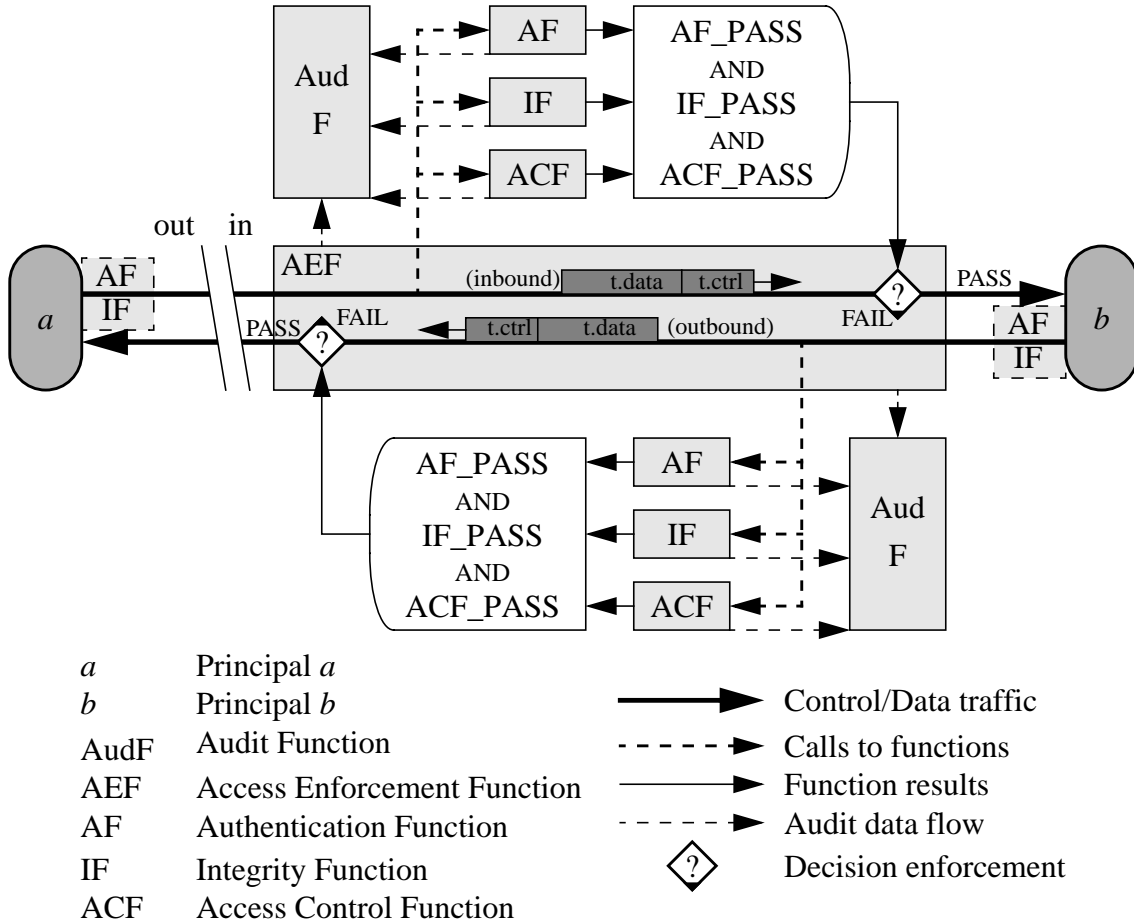 Aud
F
AF
IF
ACF
AF_PASS
AND
IF_PASS
AND
ACF_PASS
out in
a
AF
IF
AEF
(inbound) t.data t.ctrl
?
PASS
FAIL
PASS
FAIL
?
t.ctrl t.data (outbound)
AF
IF
b
AF_PASS
AND
IF_PASS
AND
ACF_PASS
AF
IF
ACF
Aud
F
a Principal a
b Principal b
AudF Audit Function
AEF Access Enforcement Function
AF Authentication Function
IF Integrity Function
ACF Access Control Function
Control/Data traffic
Calls to functions
Function results
Audit data flow
? Decision enforcement